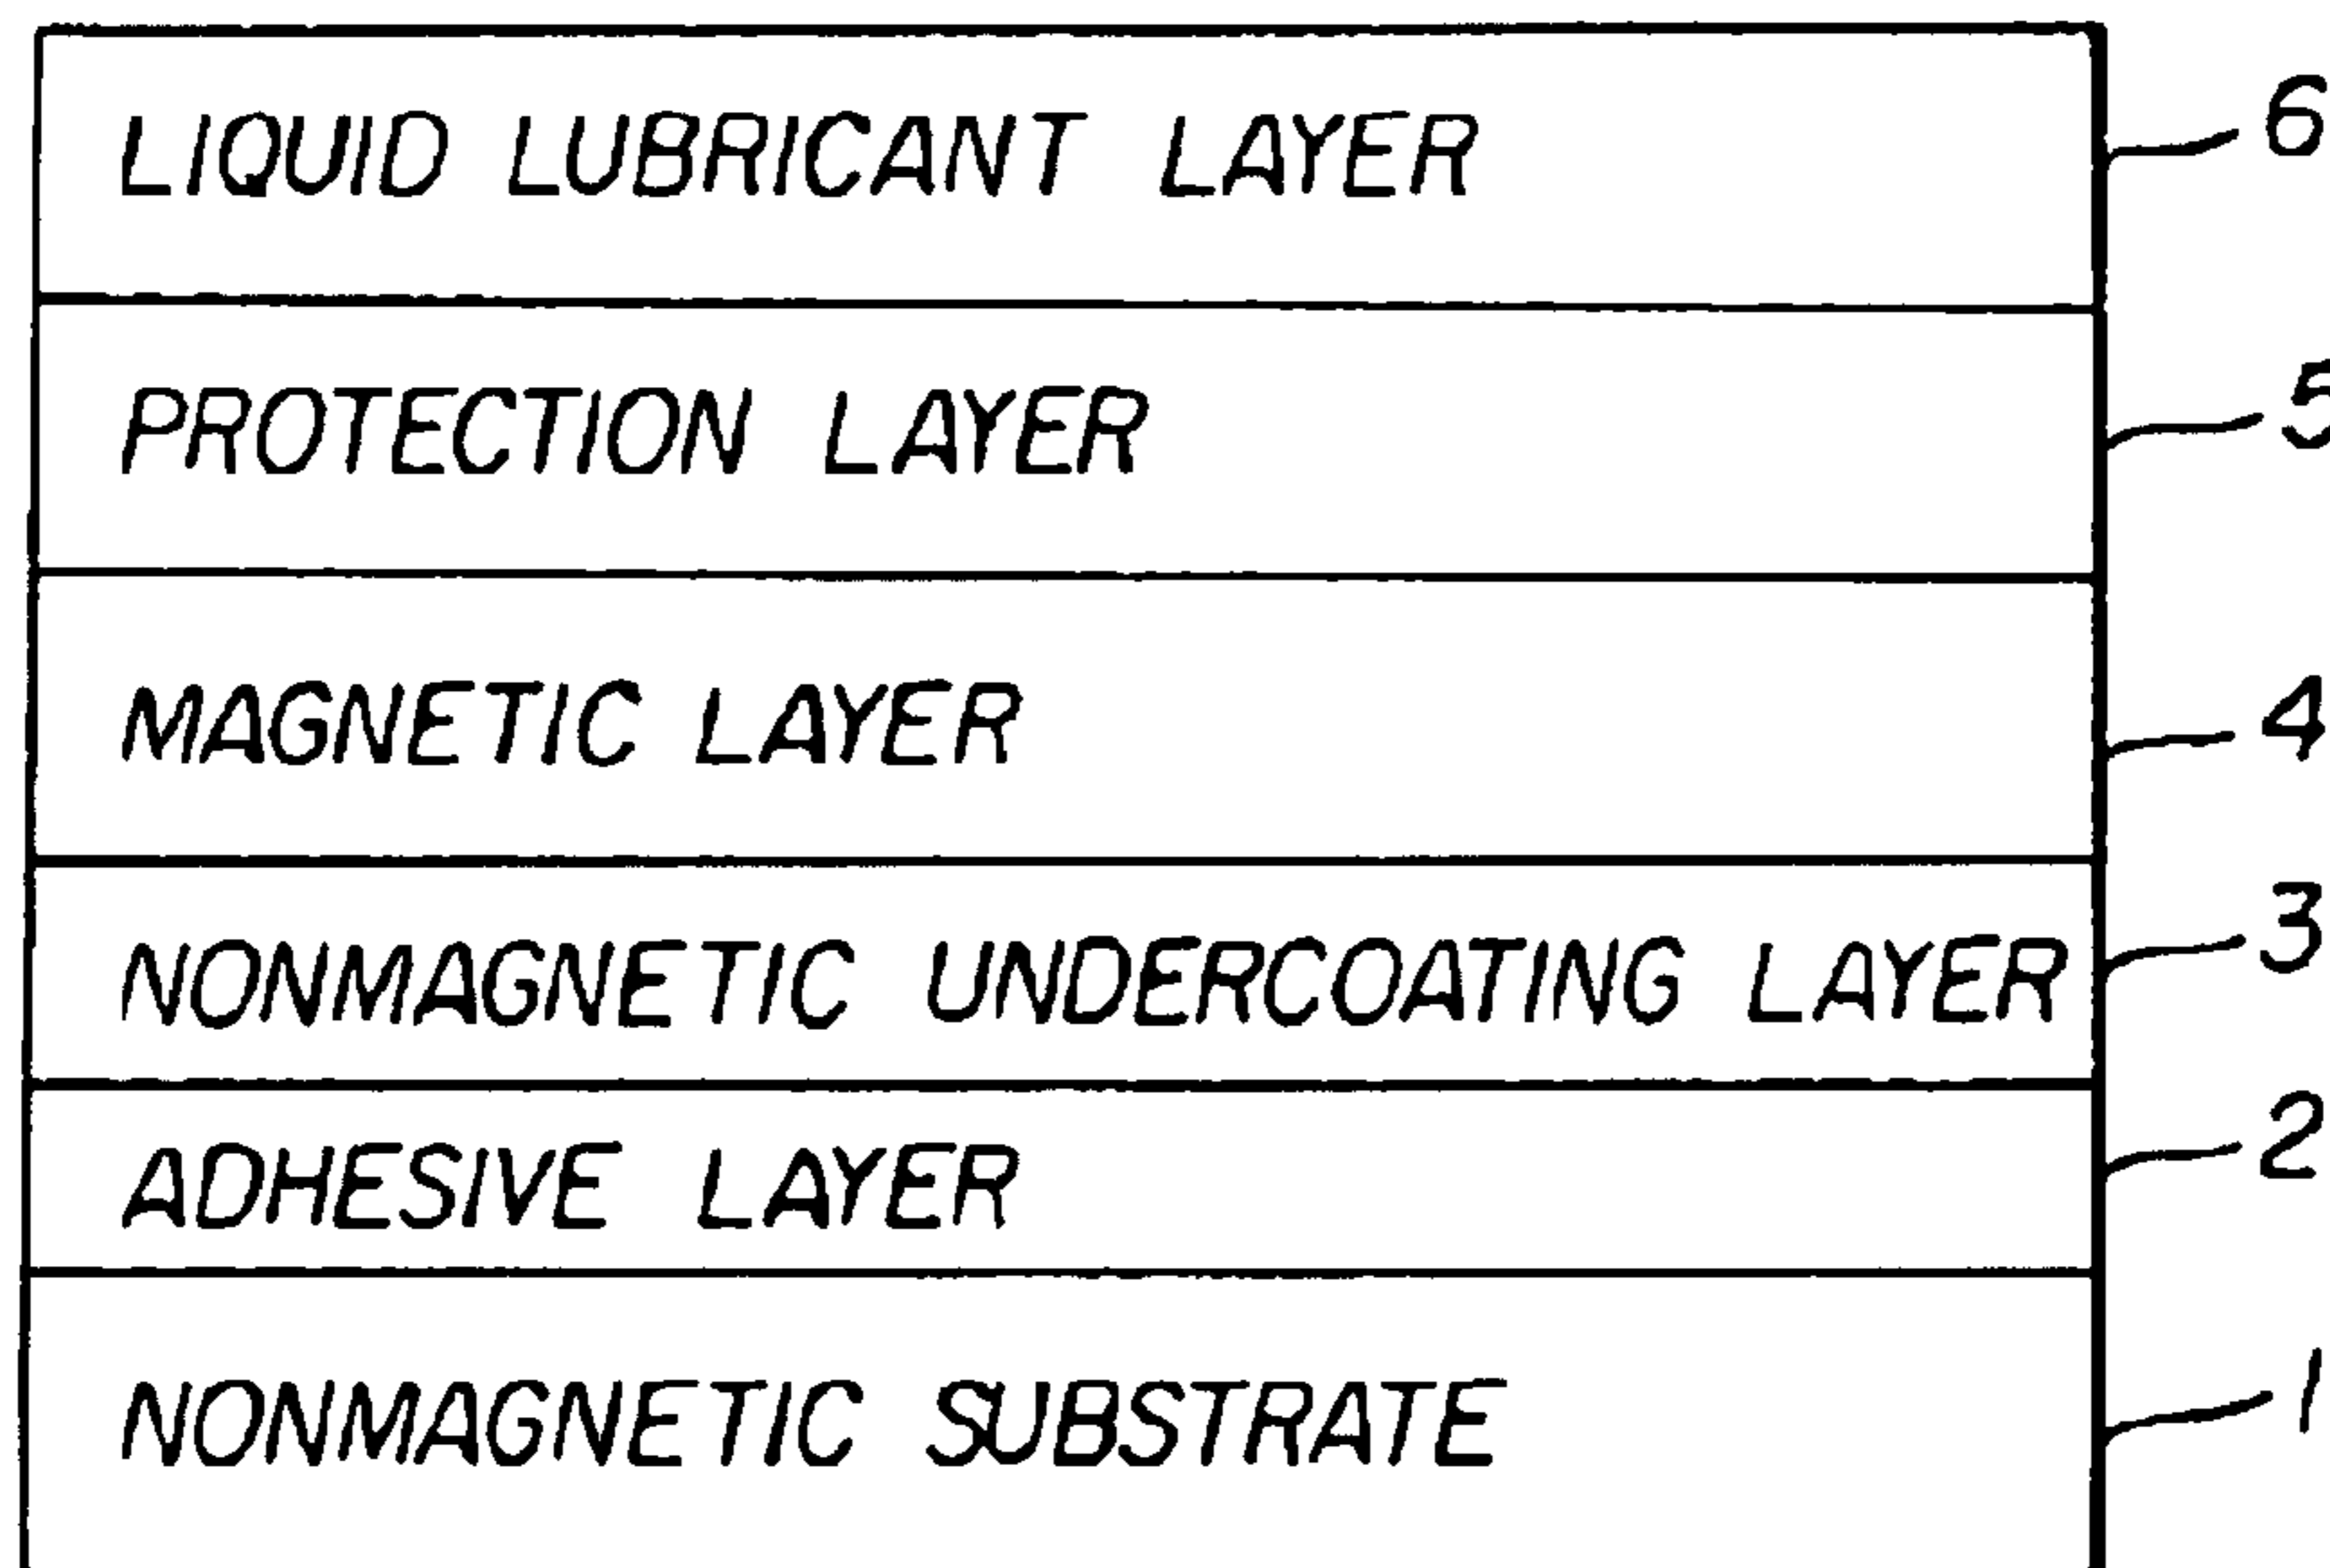 LIQUID LUBRICANT LAYER 6
PROTECTION LAYER 5
MAGNETIC LAYER 4
NONMAGNETIC UNDERCOATING LAYER 3
ADHESIVE LAYER 2
NONMAGNETIC SUBSTRATE 1